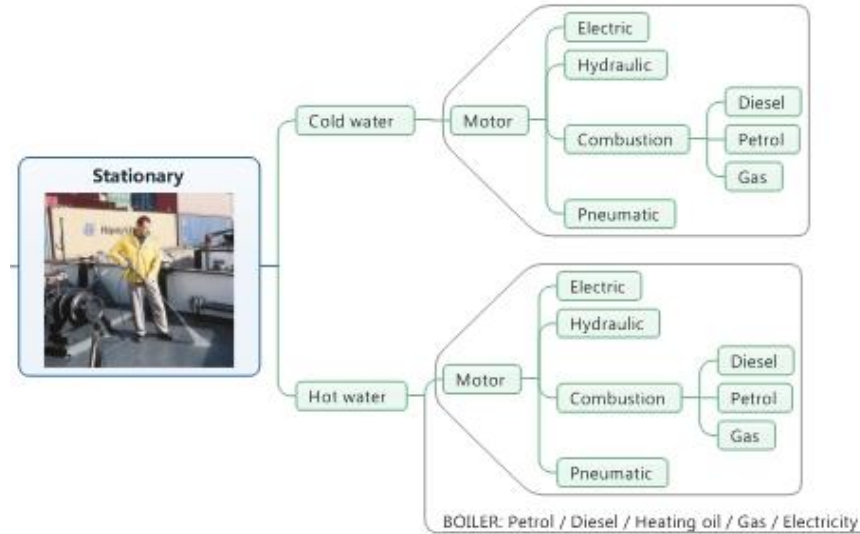 Stationary
Cold water
Motor
Electric
Hydraulic
Combustion
Diesel
Petrol
Gas
Pneumatic
Hot water
Motor
Electric
Hydraulic
Combustion
Diesel
Petrol
Gas
Pneumatic
BOILER: Petrol / Diesel / Heating oil / Gas / Electricity